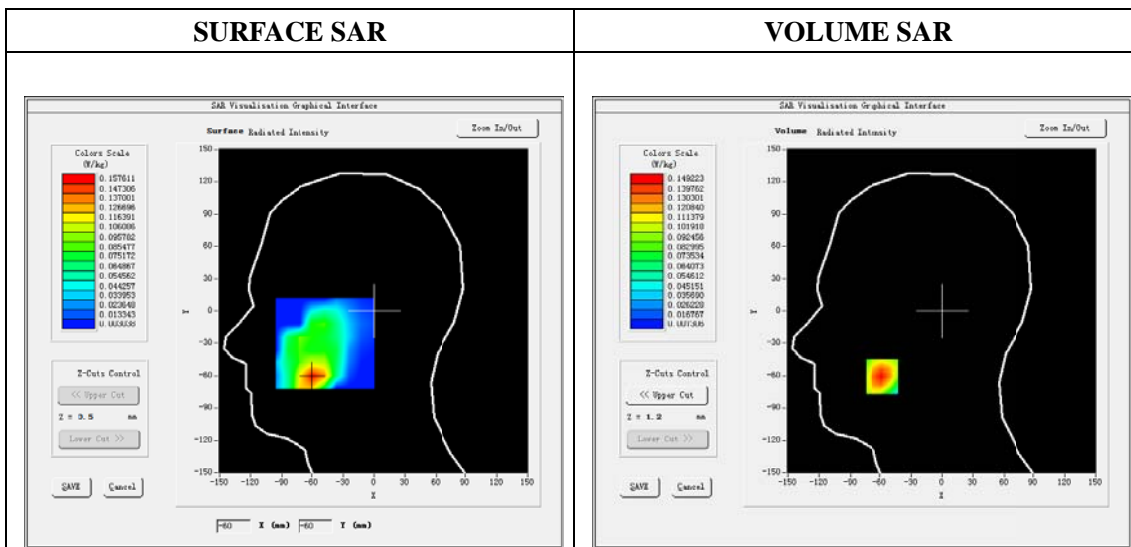 SURFACE SAR
SAR Visualisation Graphical Interface
Surface Radiated Intensity
Zoom In/Out
Colors Scale
(W/kg)
0.157611
0.147306
0.137001
0.126696
0.116391
0.106086
0.095782
0.085477
0.075172
0.064867
0.054562
0.044257
0.033953
0.023648
0.013343
0.003038
150
120
90
60
30
0
-30
-60
-90
-120
-150
Y
-150 -120 -90 -60 -30 0 30 60 90 120 150
X
Z-Cuts Control
<< Upper Cut
Z = 3.5 mm
Lower Cut >>
SAVE Cancel
-60 X (mm) -60 Y (mm)
VOLUME SAR
SAR Visualisation Graphical Interface
Volume Radiated Intensity
Zoom In/Out
Colors Scale
(W/kg)
0.149223
0.139762
0.130301
0.120840
0.111379
0.101918
0.092456
0.082995
0.073534
0.064073
0.054612
0.045151
0.035690
0.026228
0.016767
0.007306
150
120
90
60
30
0
-30
-60
-90
-120
-150
Y
-150 -120 -90 -60 -30 0 30 60 90 120 150
X
Z-Cuts Control
<< Upper Cut
Z = 1.2 mm
Lower Cut >>
SAVE Cancel